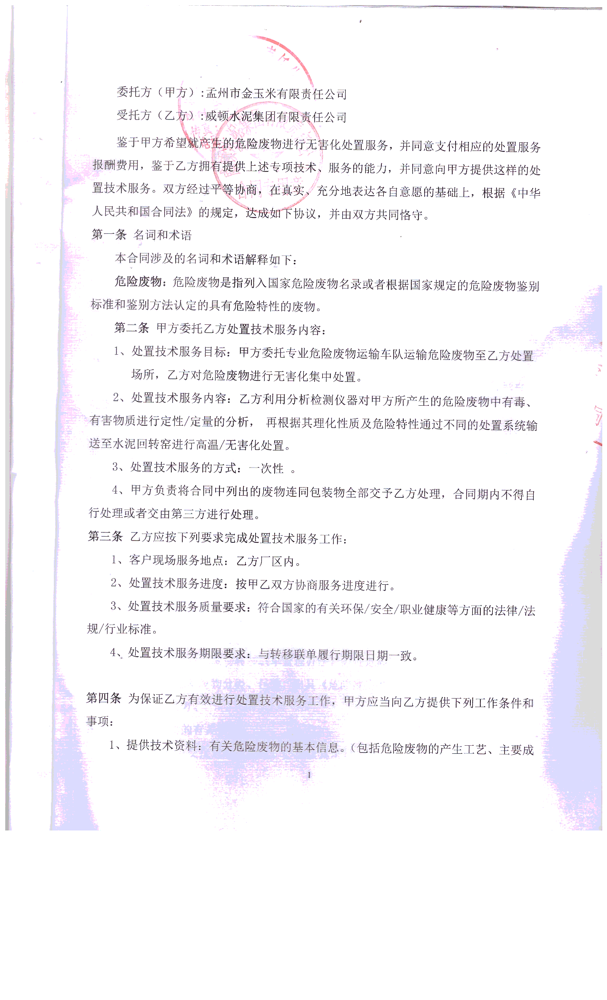 委托方（甲方）:孟州市金玉米有限责任公司
受托方（乙方）:威顿水泥集团有限责任公司
鉴于甲方希望就产生的危险废物进行无害化处置服务，并同意支付相应的处置服务
报酬费用，鉴于乙方拥有提供上述专项技术、服务的能力，并同意向甲方提供这样的处
置技术服务。双方经过平等协商，在真实、充分地表达各自意愿的基础上，根据《中华
人民共和国合同法》的规定，达成如下协议，并由双方共同恪守。
第一条 名词和术语
本合同涉及的名词和术语解释如下：
危险废物：危险废物是指列入国家危险废物名录或者根据国家规定的危险废物鉴别
标准和鉴别方法认定的具有危险特性的废物。
第二条 甲方委托乙方处置技术服务内容：
1、处置技术服务目标：甲方委托专业危险废物运输车队运输危险废物至乙方处置
场所，乙方对危险废物进行无害化集中处置。
2、处置技术服务内容：乙方利用分析检测仪器对甲方所产生的危险废物中有毒、
有害物质进行定性/定量的分析， 再根据其理化性质及危险特性通过不同的处置系统输
送至水泥回转窑进行高温/无害化处置。
3、处置技术服务的方式：一次性 。
4、甲方负责将合同中列出的废物连同包装物全部交予乙方处理，合同期内不得自
行处理或者交由第三方进行处理。
第三条 乙方应按下列要求完成处置技术服务工作：
1、客户现场服务地点：乙方厂区内。
2、处置技术服务进度：按甲乙双方协商服务进度进行。
3、处置技术服务质量要求：符合国家的有关环保/安全/职业健康等方面的法律/法
规/行业标准。
4、处置技术服务期限要求：与转移联单履行期限日期一致。
第四条 为保证乙方有效进行处置技术服务工作，甲方应当向乙方提供下列工作条件和
事项：
1、提供技术资料：有关危险废物的基本信息。（包括危险废物的产生工艺、主要成
1